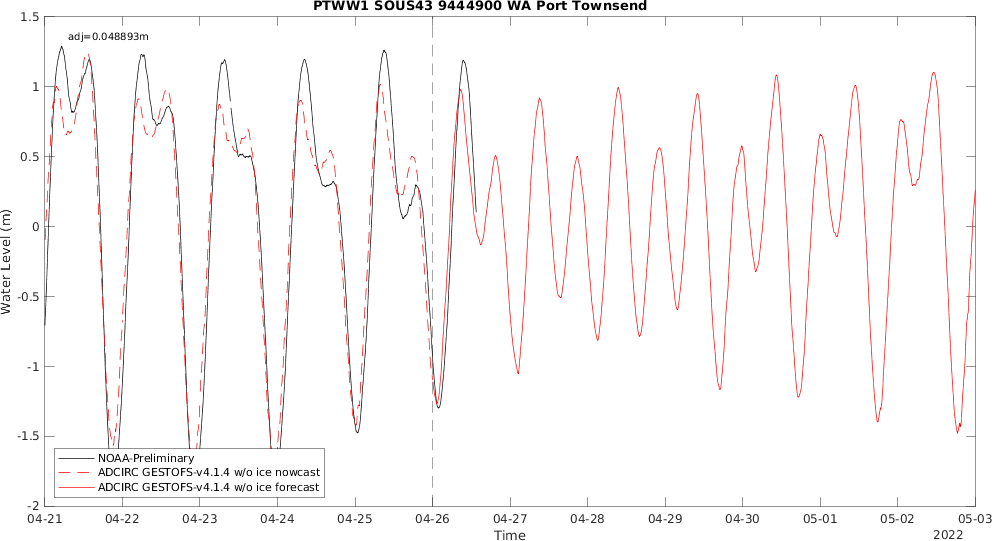 PTWW1 SOUS43 9444900 WA Port Townsend
adj=0.048893m
1.5
1
0.5
0
-0.5
-1
-1.5
-2
Water Level (m)
NOAA-Preliminary
ADCIRC GESTOFS-v4.1.4 w/o ice nowcast
ADCIRC GESTOFS-v4.1.4 w/o ice forecast
04-21 04-22 04-23 04-24 04-25 04-26 04-27 04-28 04-29 04-30 05-01 05-02 05-03
Time
2022